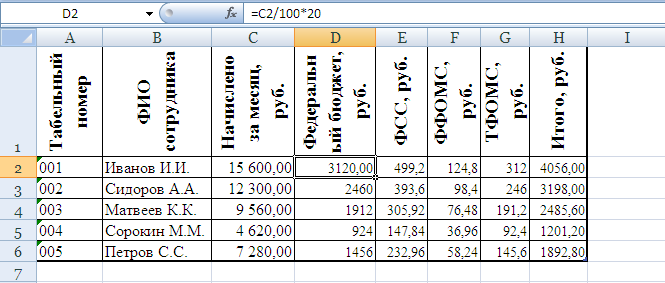 D2 fx =C2/100*20
A B C D E F G H I
1 Табельный номер ФИО сотрудника Начислено за месяц, руб. Федеральн ый бюджет, руб. ФСС, руб. ФФОМС, руб. ТФОМС, руб. Итого, руб.
2 001 Иванов И.И. 15 600,00 3120,00 499,2 124,8 312 4056,00
3 002 Сидоров А.А. 12 300,00 2460 393,6 98,4 246 3198,00
4 003 Матвеев К.К. 9 560,00 1912 305,92 76,48 191,2 2485,60
5 004 Сорокин М.М. 4 620,00 924 147,84 36,96 92,4 1201,20
6 005 Петров С.С. 7 280,00 1456 232,96 58,24 145,6 1892,80
7